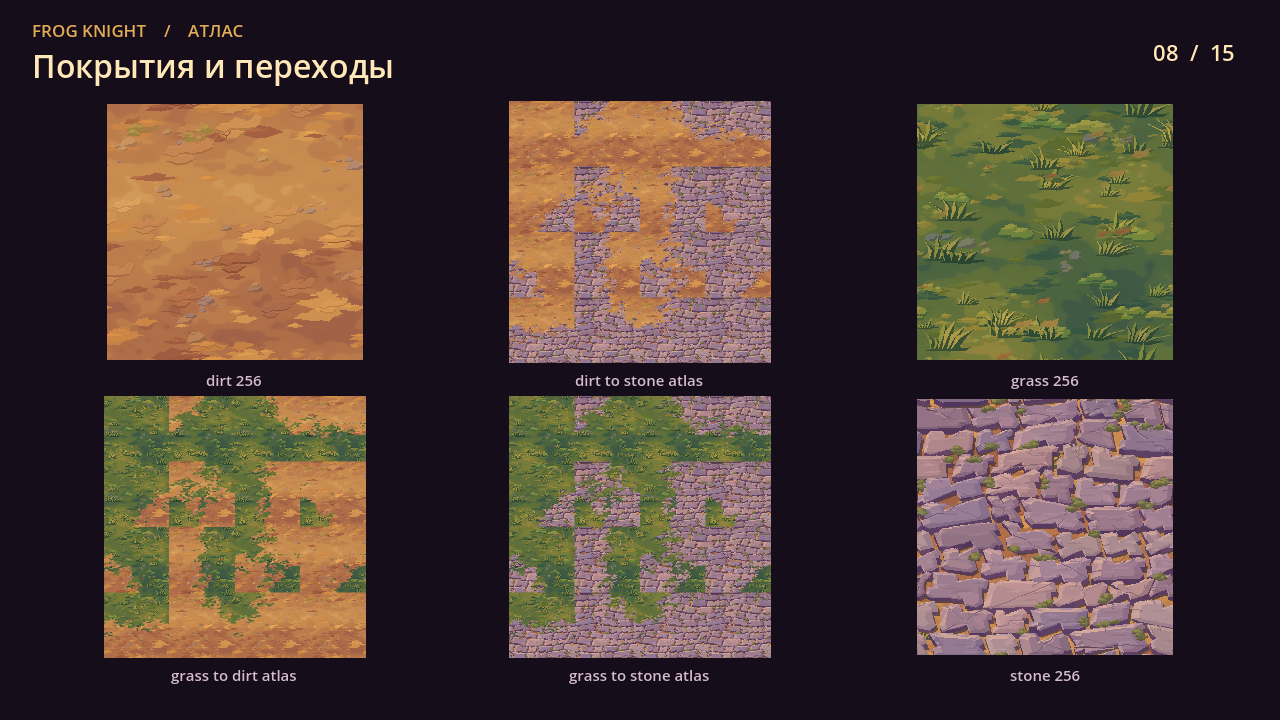 FROG KNIGHT / АТЛАС
Покрытия и переходы
08 / 15
dirt 256
dirt to stone atlas
grass 256
grass to dirt atlas
grass to stone atlas
stone 256